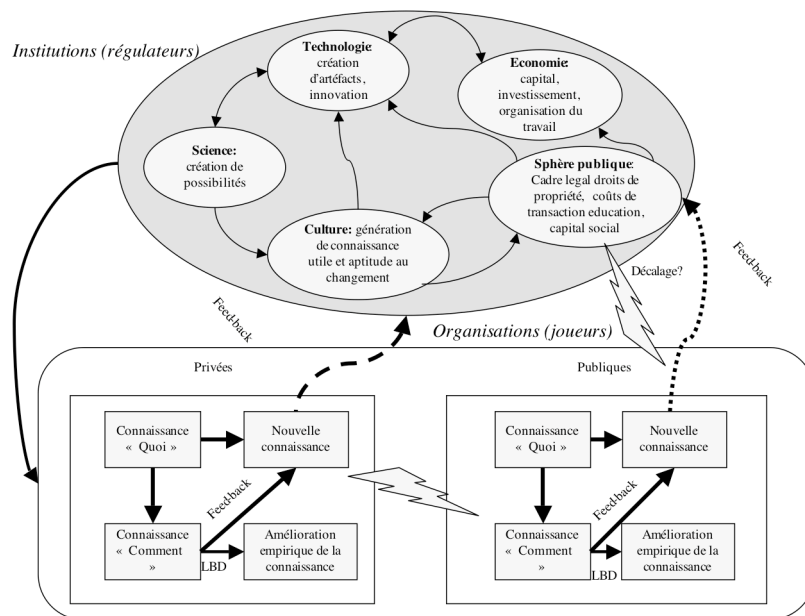 Institutions (régulateurs)
Technologie:
création
d'artéfacts,
innovation
Economie:
capital,
investissement,
organisation du
travail
Science:
création de
possibilités
Sphère publique:
Cadre legal droits de
propriété, coûts de
transaction education,
capital social
Culture: génération
de connaissance
utile et aptitude au
changement
Décalage?
Feed-back
Feed-back
Organisations (joueurs)
Privées
Publiques
Connaissance
« Quoi »
Nouvelle
connaissance
Feed-back
Connaissance
« Comment
»
LBD
Amélioration
empirique de la
connaissance
Connaissance
« Quoi »
Nouvelle
connaissance
Feed-back
Connaissance
« Comment
»
LBD
Amélioration
empirique de la
connaissance